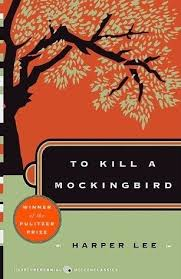 TO KILL A
MOCKINGBIRD
WINNER
of the
PULITZER
PRIZE
HARPER LEE